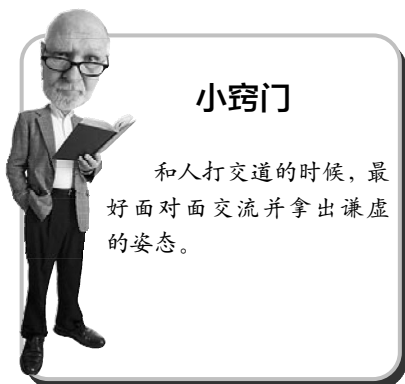 小窍门
和人打交道的时候，最
好面对面交流并拿出谦虚
的姿态。